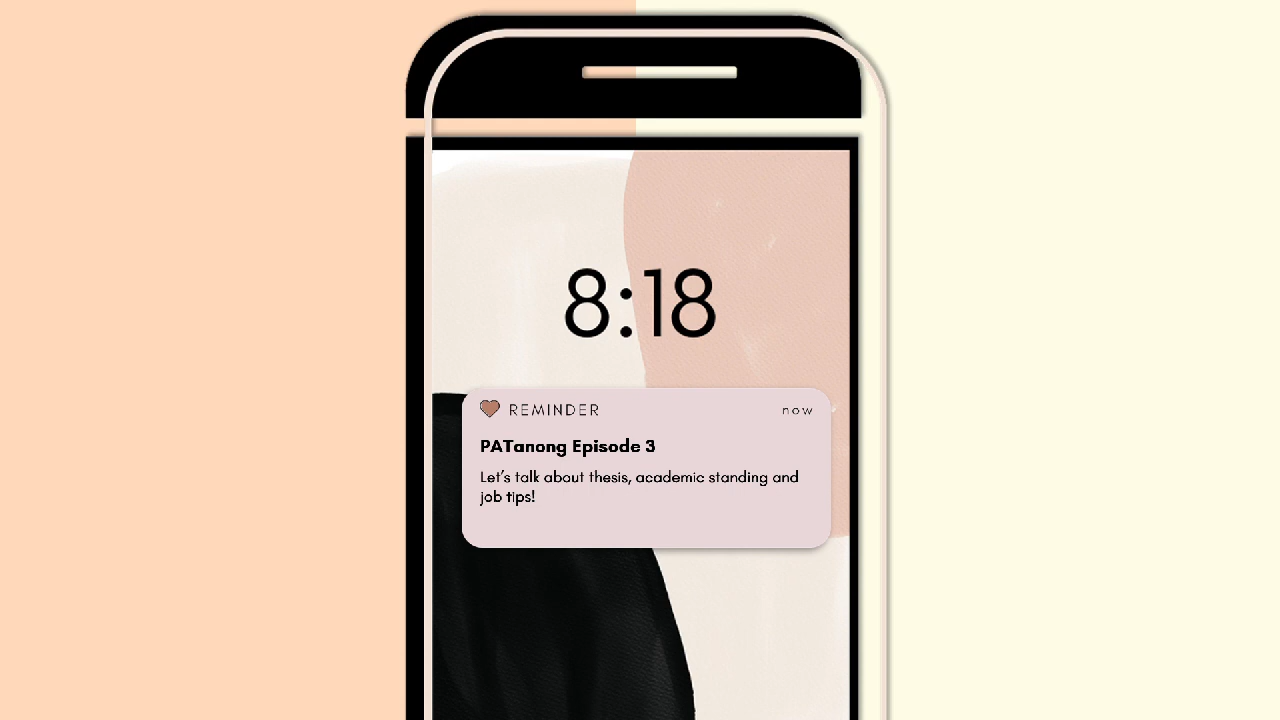 8:18
REMINDER now
PATanong Episode 3
Let's talk about thesis, academic standing and
job tips!